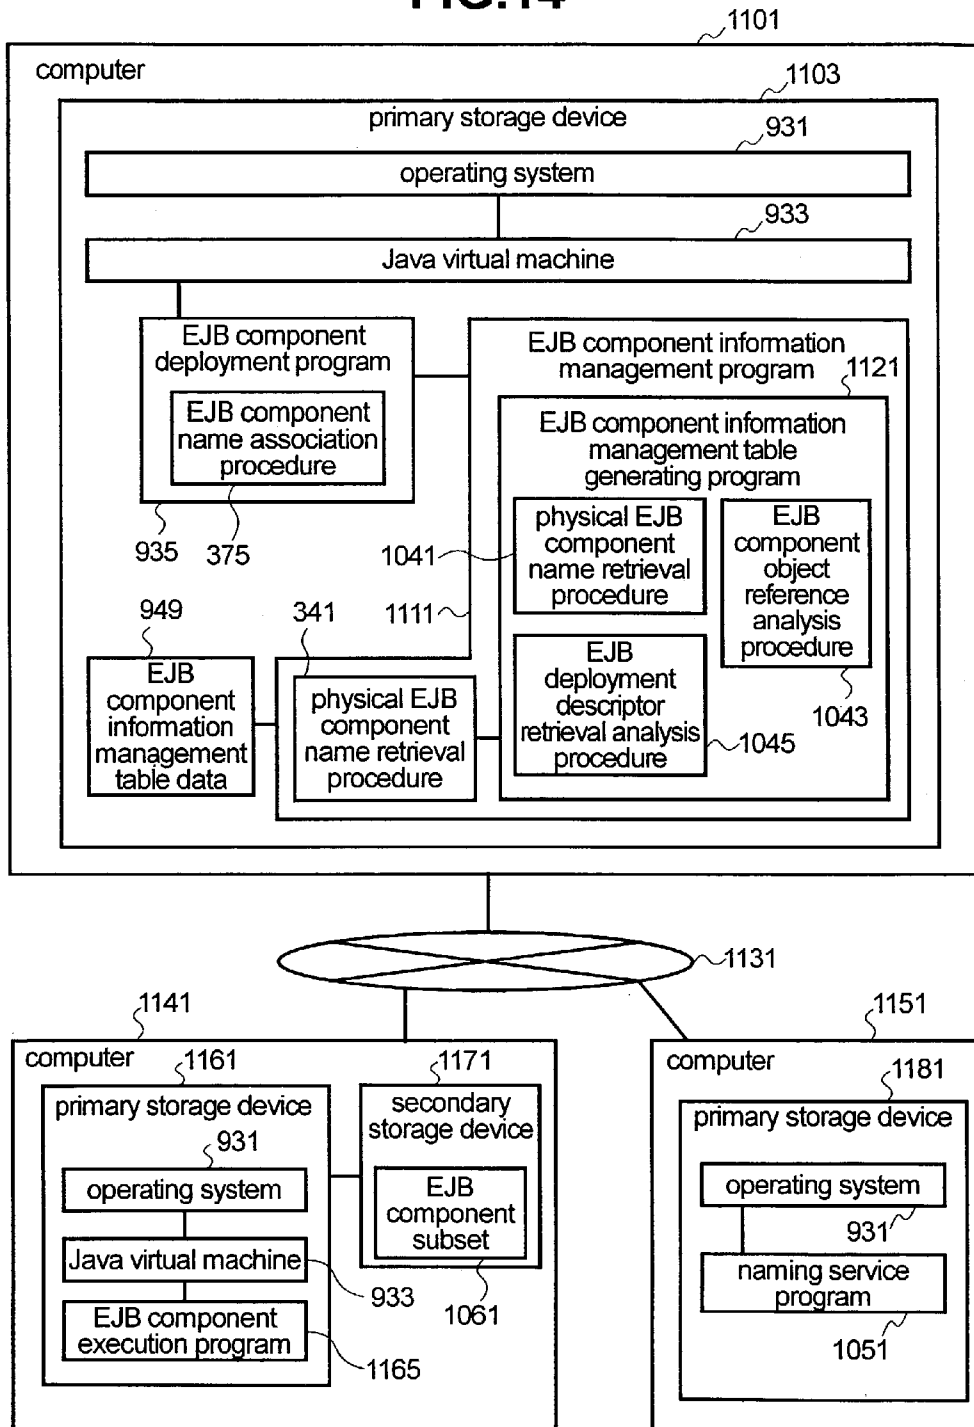 FIG.14
1101
computer
1103
primary storage device
931
operating system
933
Java virtual machine
EJB component
deployment program
EJB component
name association
procedure
935
375
EJB component information
management program
1121
EJB component information
management table
generating program
physical EJB
component
name retrieval
procedure
1041
EJB
component
object
reference
analysis
procedure
1043
1111
EJB
deployment
descriptor
retrieval analysis
procedure
1045
949
EJB
component
information
management
table data
341
physical EJB
component
name retrieval
procedure
1131
1141
computer
1161
primary storage device
931
operating system
Java virtual machine
933
EJB component
execution program
1165
1171
secondary
storage device
EJB
component
subset
1061
1151
computer
1181
primary storage device
operating system
931
naming service
program
1051